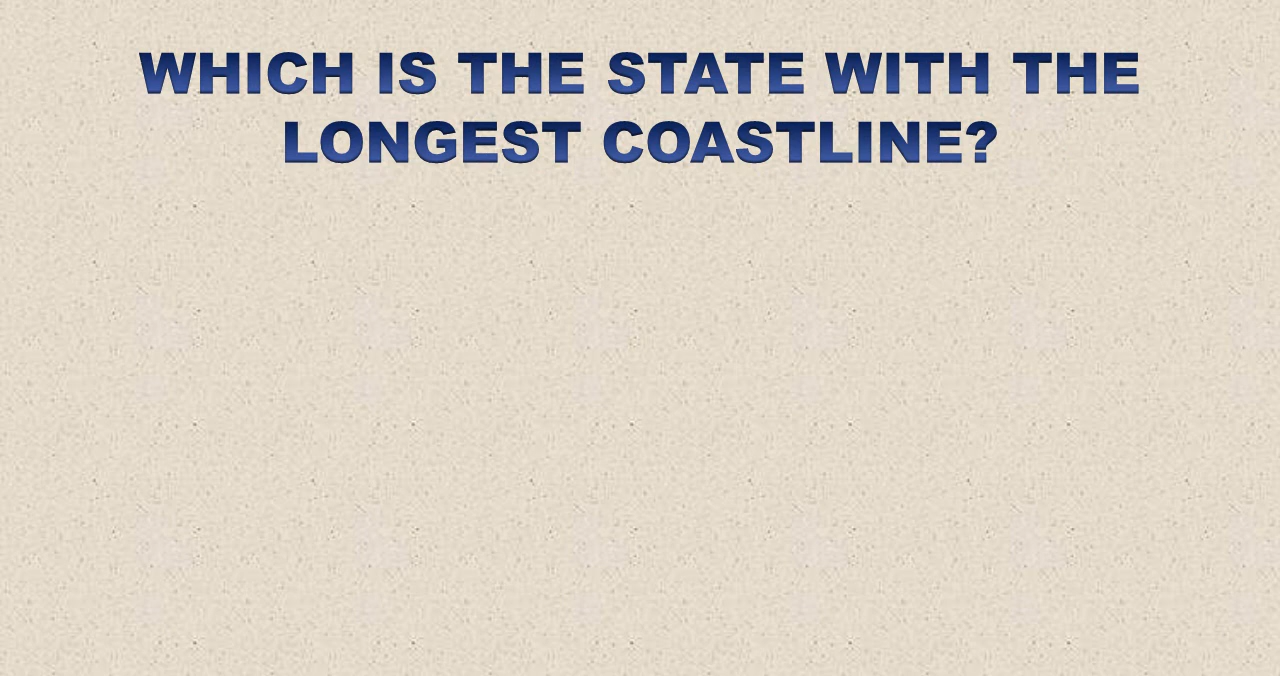 WHICH IS THE STATE WITH THE
LONGEST COASTLINE?